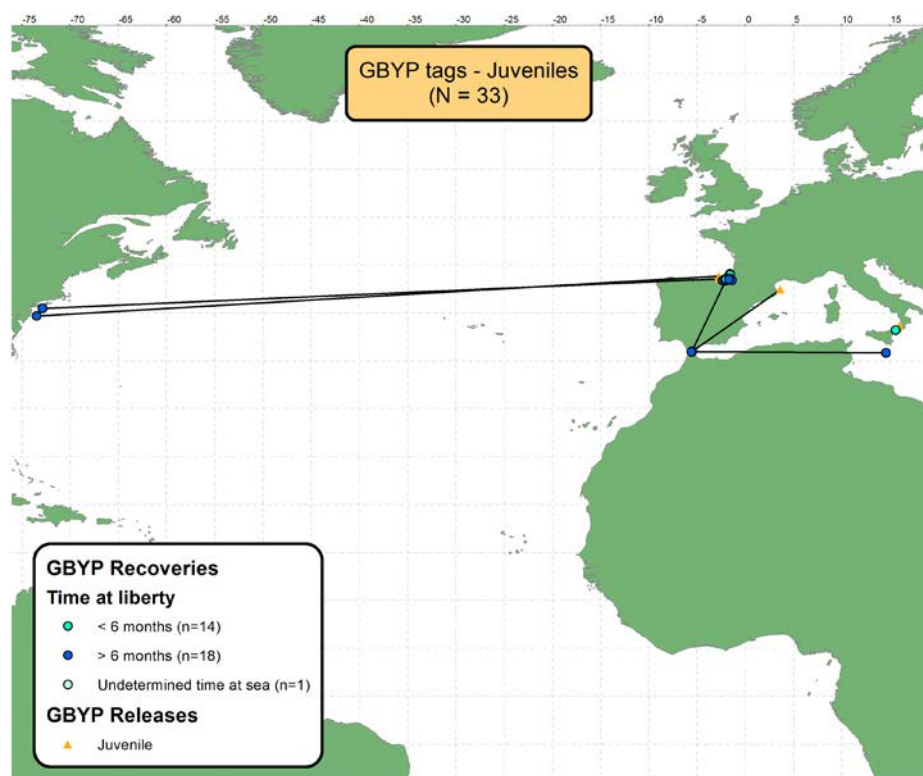 -75 -70 -65 -60 -55 -50 -45 -40 -35 -30 -25 -20 -15 -10 -5 0 5 10 15
GBYP tags - Juveniles
(N = 33)
GBYP Recoveries
Time at liberty
< 6 months (n=14)
> 6 months (n=18)
Undetermined time at sea (n=1)
GBYP Releases
Juvenile